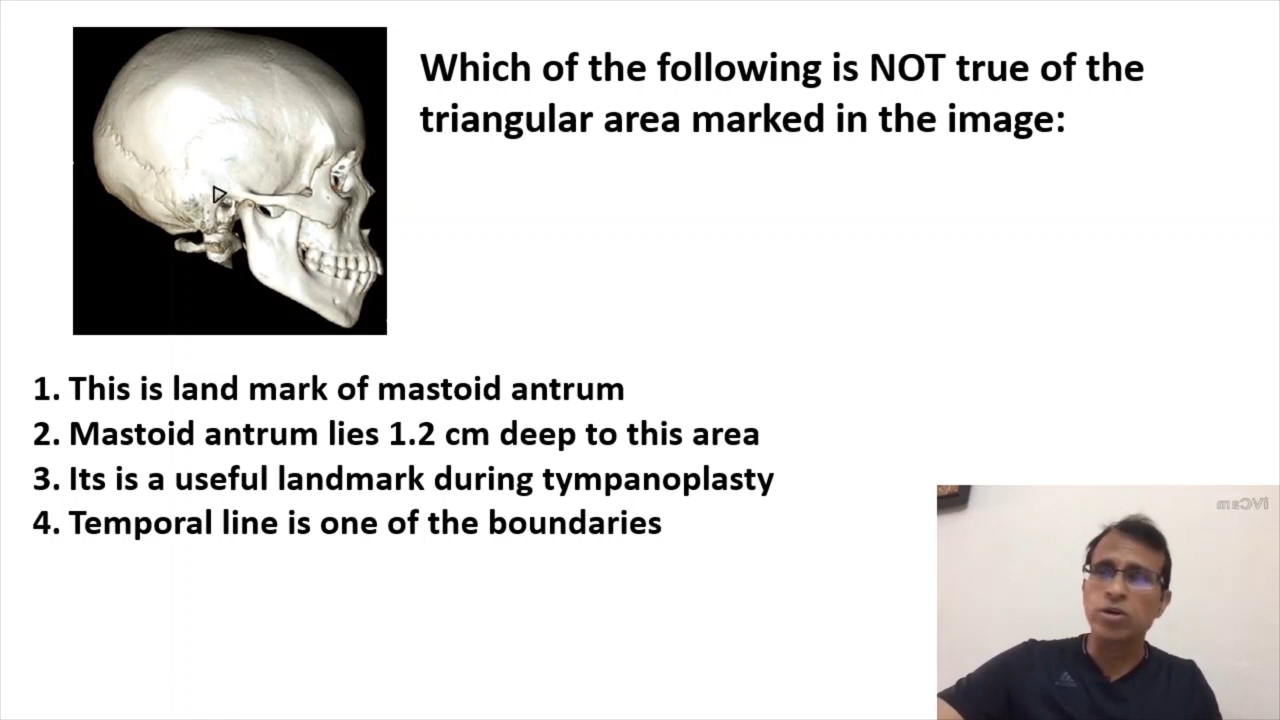 Which of the following is NOT true of the
triangular area marked in the image:
1. This is land mark of mastoid antrum
2. Mastoid antrum lies 1.2 cm deep to this area
3. Its is a useful landmark during tympanoplasty
4. Temporal line is one of the boundaries
iVCam